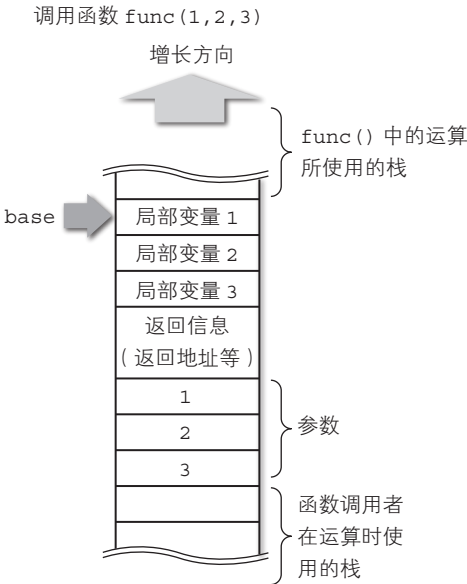 调用函数 func(1,2,3)
增长方向
func() 中的运算
所使用的栈
base
局部变量 1
局部变量 2
局部变量 3
返回信息
（返回地址等）
1
2
3
参数
函数调用者
在运算时使
用的栈